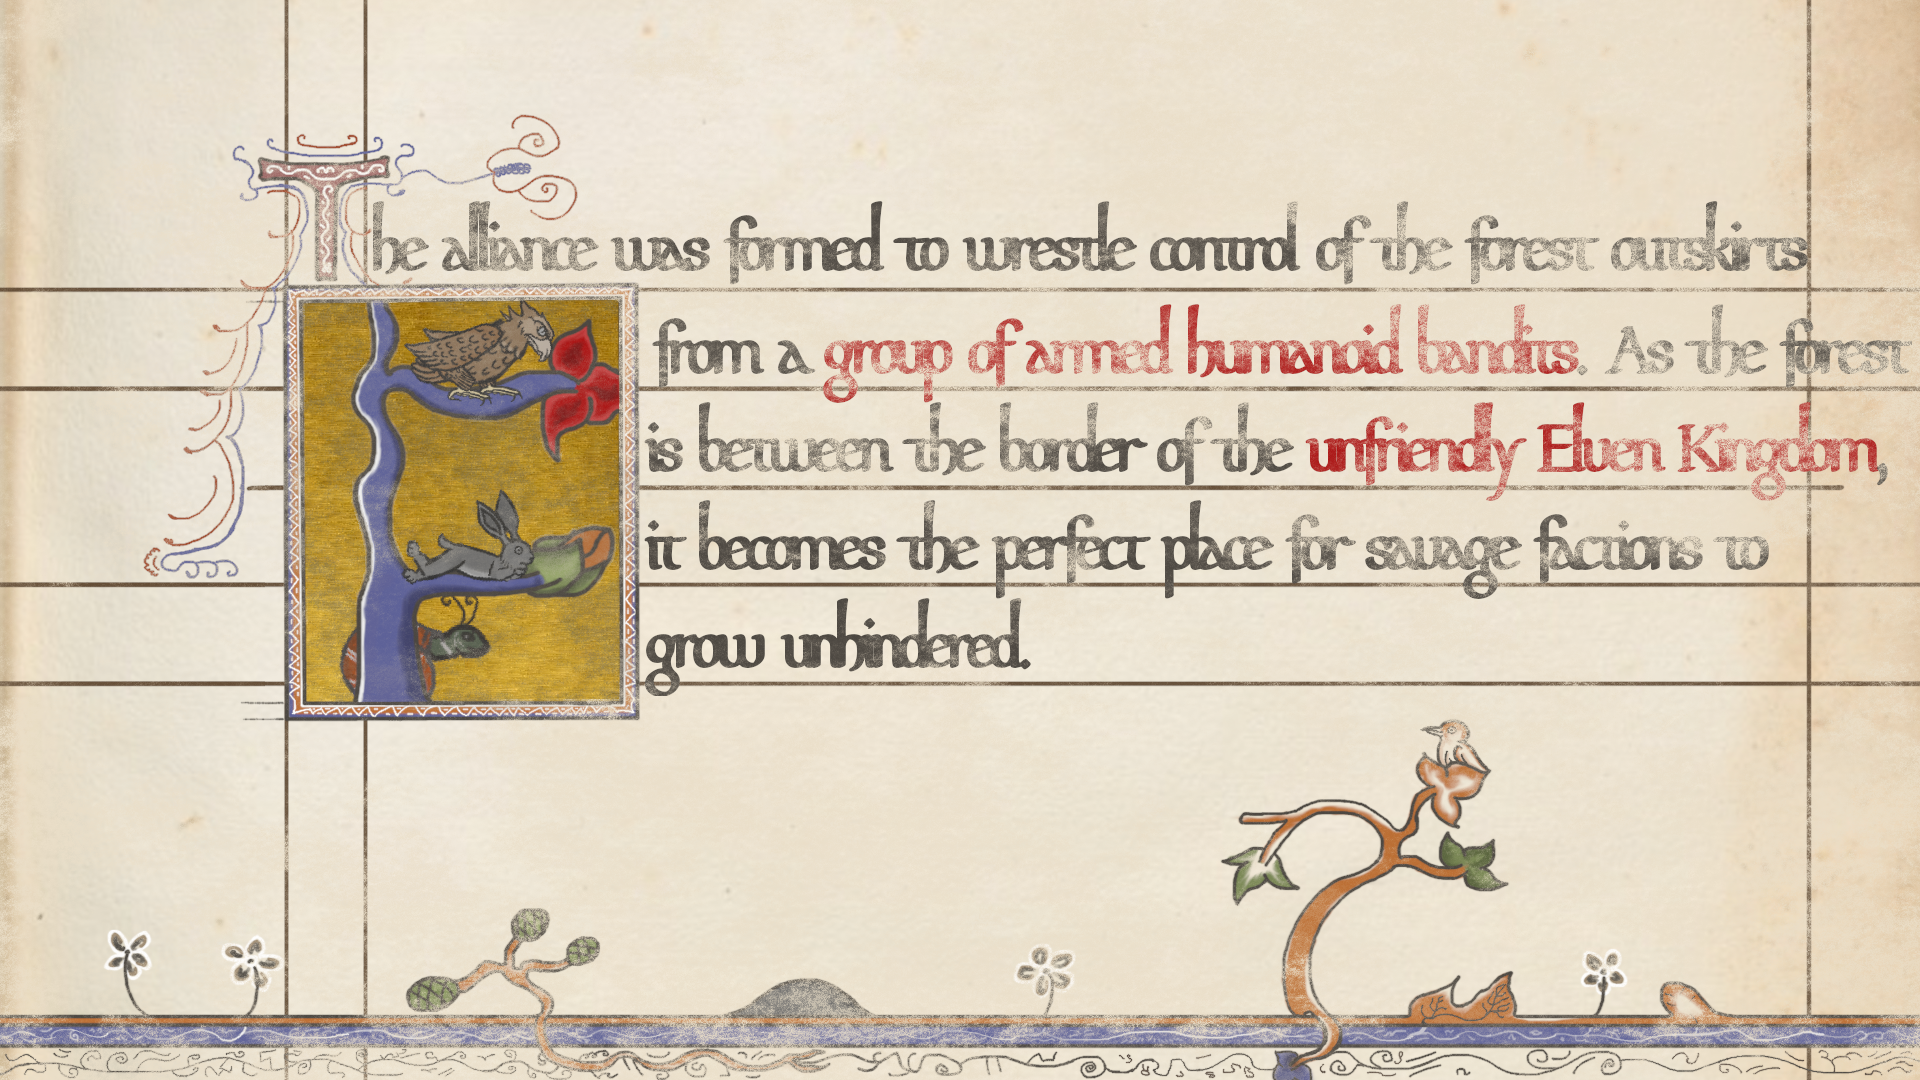 The alliance was formed to wrestle control of the forest outskirts
from a group of armed humanoid bandits. As the forest
is between the border of the unfriendly Elven Kingdom,
it becomes the perfect place for savage factions to
grow unhindered.